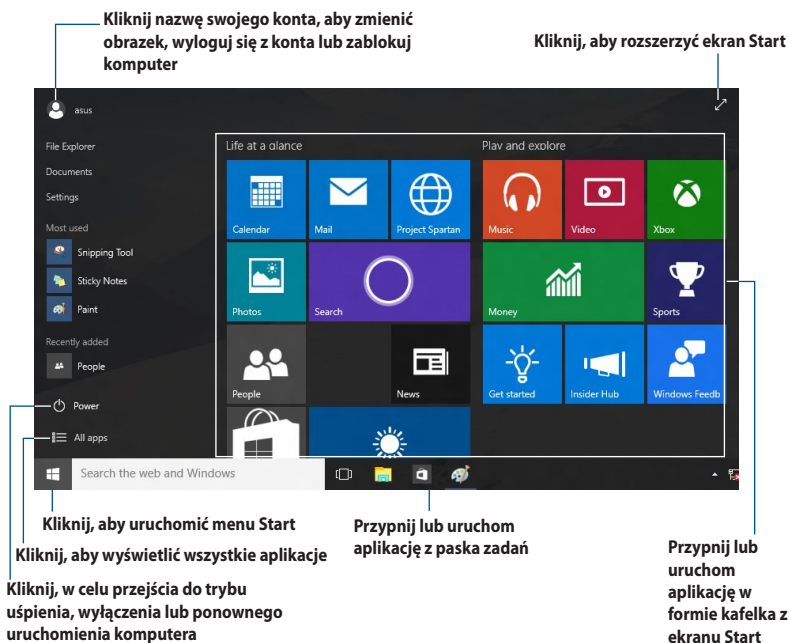 Kliknij nazwę swojego konta, aby zmienić
obrazek, wyloguj się z konta lub zablokuj
komputer
Kliknij, aby rozszerzyć ekran Start
asus
File Explorer
Documents
Settings
Most used
Snipping Tool
Sticky Notes
Paint
Recently added
People
Power
All apps
Life at a glance
Play and explore
Calendar
Mail
Project Spartan
Music
Video
Xbox
Photos
Search
Money
Sports
People
News
Get started
Insider Hub
Windows Feedb
Search the web and Windows
Kliknij, aby uruchomić menu Start
Kliknij, aby wyświetlić wszystkie aplikacje
Kliknij, w celu przejścia do trybu
uśpienia, wyłączenia lub ponownego
uruchomienia komputera
Przypnij lub uruchom
aplikację z paska zadań
Przypnij lub
uruchom
aplikację w
formie kafelka z
ekranu Start